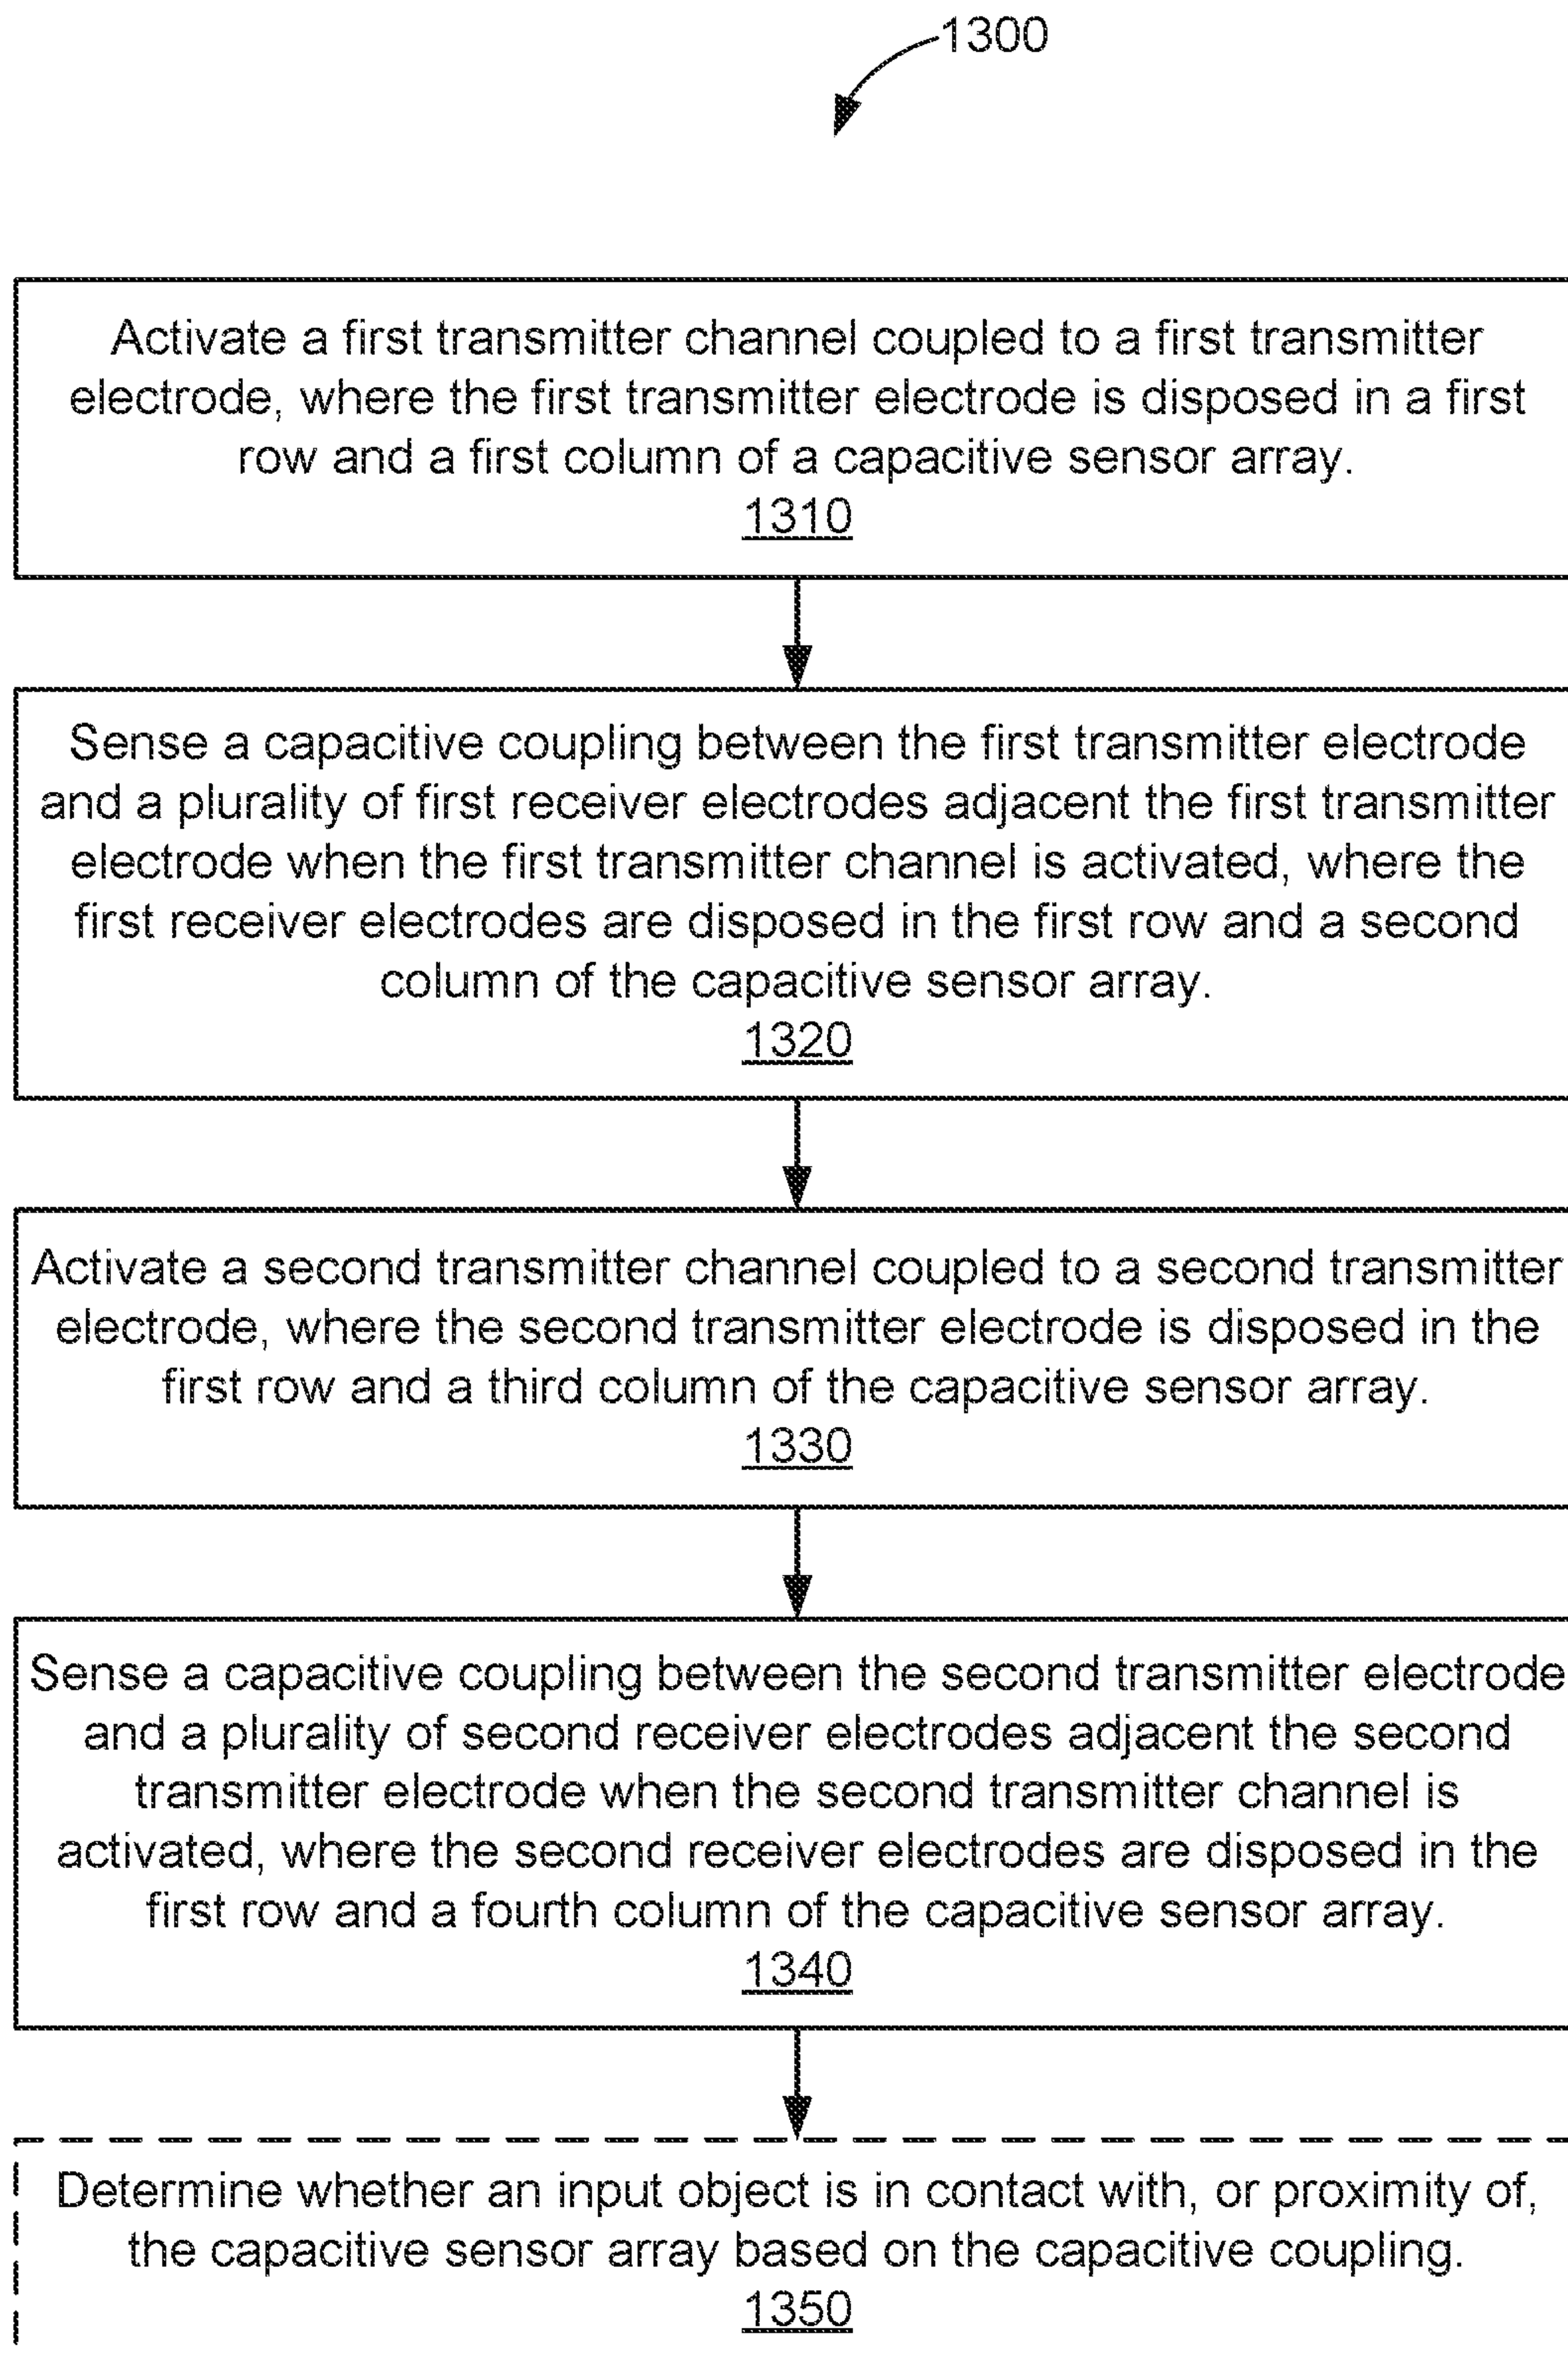 1300
Activate a first transmitter channel coupled to a first transmitter
electrode, where the first transmitter electrode is disposed in a first
row and a first column of a capacitive sensor array.
1310
Sense a capacitive coupling between the first transmitter electrode
and a plurality of first receiver electrodes adjacent the first transmitter
electrode when the first transmitter channel is activated, where the
first receiver electrodes are disposed in the first row and a second
column of the capacitive sensor array.
1320
Activate a second transmitter channel coupled to a second transmitter
electrode, where the second transmitter electrode is disposed in the
first row and a third column of the capacitive sensor array.
1330
Sense a capacitive coupling between the second transmitter electrode
and a plurality of second receiver electrodes adjacent the second
transmitter electrode when the second transmitter channel is
activated, where the second receiver electrodes are disposed in the
first row and a fourth column of the capacitive sensor array.
1340
Determine whether an input object is in contact with, or proximity of,
the capacitive sensor array based on the capacitive coupling.
1350